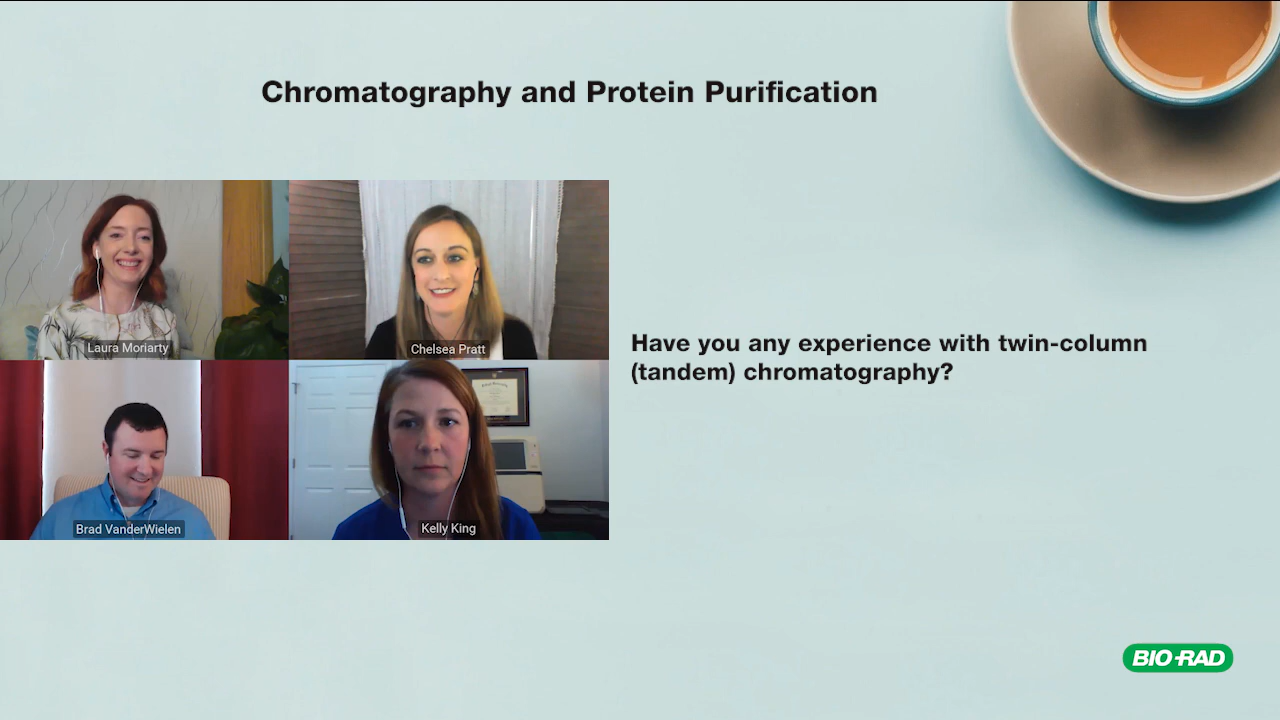 Chromatography and Protein Purification
Laura Moriarty
Chelsea Pratt
Have you any experience with twin-column
(tandem) chromatography?
Brad VanderWielen
Kelly King
BIO-RAD